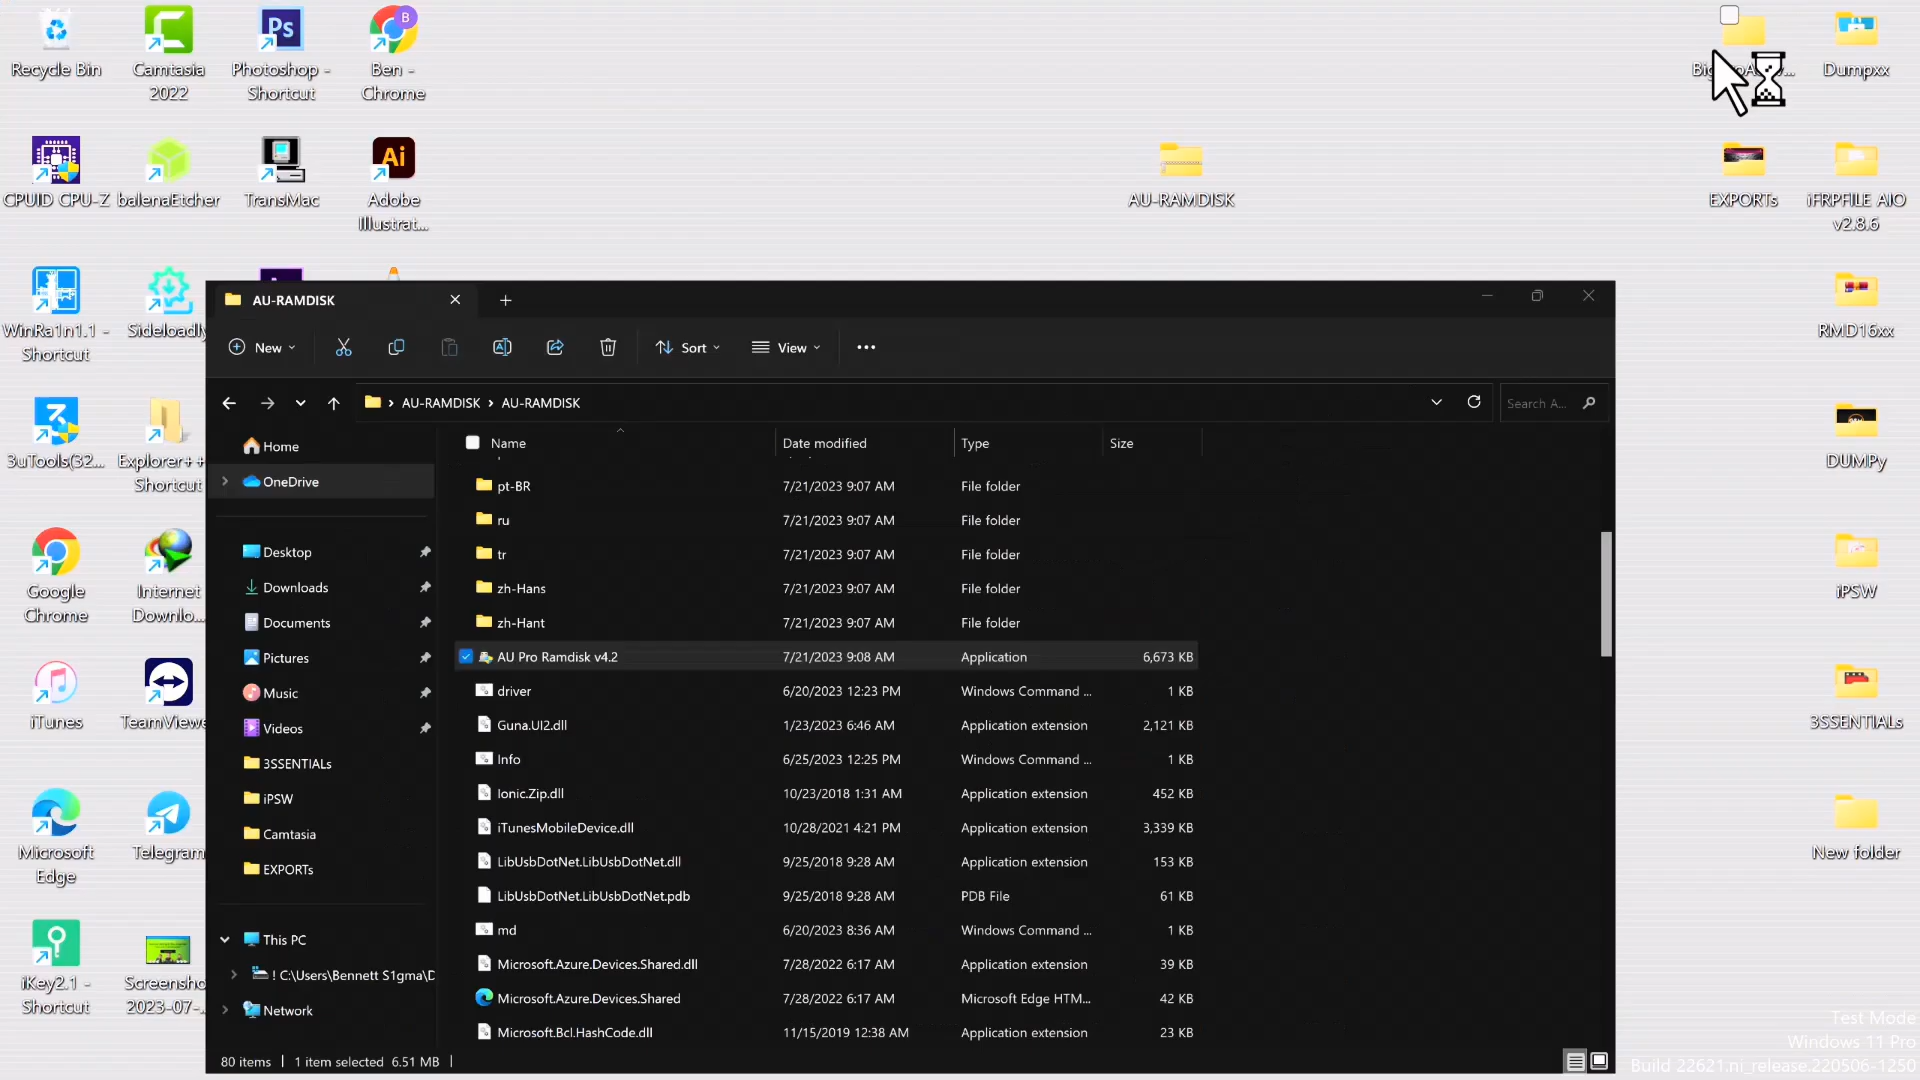 Recycle Bin
Camtasia
2022
Photoshop -
Shortcut
Ben -
Chrome
Dumpxx
CPUID CPU-Z
balenaEtcher
TransMac
Adobe
Illustrat...
AU-RAMDISK
EXPORTs
iFRPFILE AIO
v2.8.6
WinRa1n1.1 -
Shortcut
Sideloadly
RMD16xx
3uTools(32...
Explorer++
Shortcut
DUMPy
Google
Chrome
Internet
Downlo...
iPSW
iTunes
TeamViewe
3SSENTIALs
Microsoft
Edge
Telegram
New folder
iKey2.1 -
Shortcut
Screensho
2023-07-...
AU-RAMDISK
New
Sort
View
AU-RAMDISK > AU-RAMDISK
Search A...
Home
OneDrive
Desktop
Downloads
Documents
Pictures
Music
Videos
3SSENTIALs
iPSW
Camtasia
EXPORTs
This PC
! C:\Users\Bennett S1gma\D
Network
Name Date modified Type Size
pt-BR 7/21/2023 9:07 AM File folder
ru 7/21/2023 9:07 AM File folder
tr 7/21/2023 9:07 AM File folder
zh-Hans 7/21/2023 9:07 AM File folder
zh-Hant 7/21/2023 9:07 AM File folder
AU Pro Ramdisk v4.2 7/21/2023 9:08 AM Application 6,673 KB
driver 6/20/2023 12:23 PM Windows Command ... 1 KB
Guna.UI2.dll 1/23/2023 6:46 AM Application extension 2,121 KB
Info 6/25/2023 12:25 PM Windows Command ... 1 KB
Ionic.Zip.dll 10/23/2018 1:31 AM Application extension 452 KB
iTunesMobileDevice.dll 10/28/2021 4:21 PM Application extension 3,339 KB
LibUsbDotNet.LibUsbDotNet.dll 9/25/2018 9:28 AM Application extension 153 KB
LibUsbDotNet.LibUsbDotNet.pdb 9/25/2018 9:28 AM PDB File 61 KB
md 6/20/2023 8:36 AM Windows Command ... 1 KB
Microsoft.Azure.Devices.Shared.dll 7/28/2022 6:17 AM Application extension 39 KB
Microsoft.Azure.Devices.Shared 7/28/2022 6:17 AM Microsoft Edge HTM... 42 KB
Microsoft.Bcl.HashCode.dll 11/15/2019 12:38 AM Application extension 23 KB
80 items 1 item selected 6.51 MB
Test Mode
Windows 11 Pro
Build 22621.ni_release.220506-1250